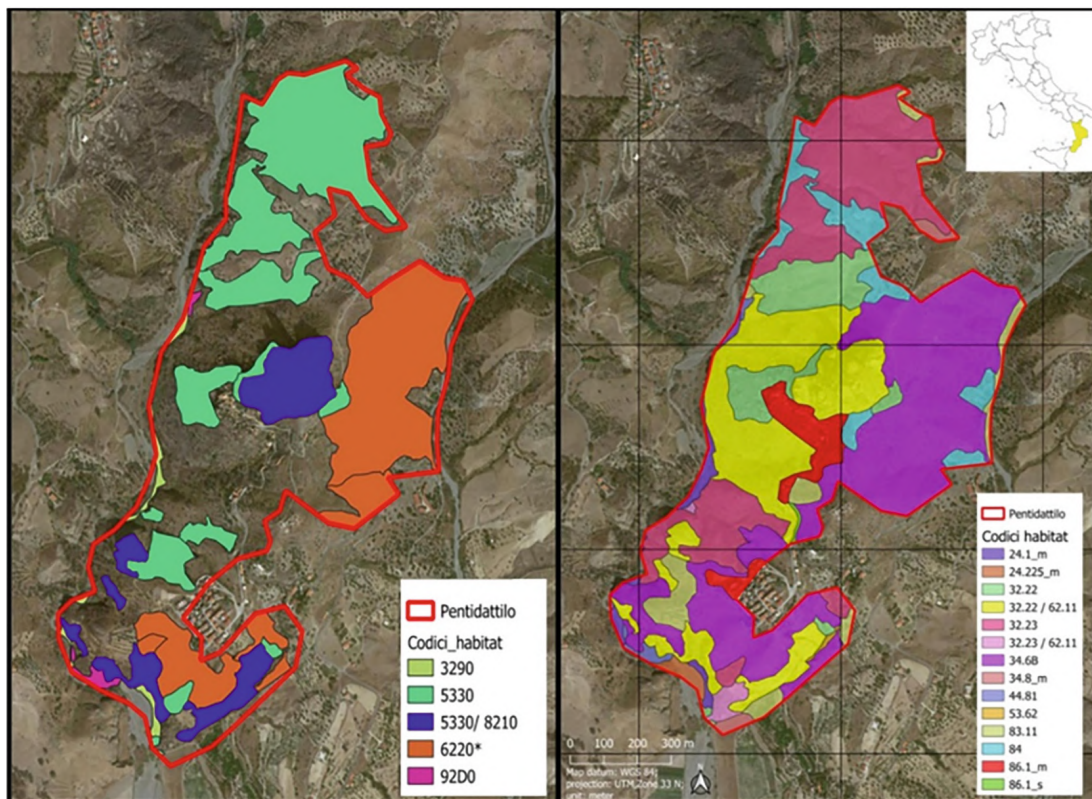 Pentidattilo
Codici_habitat
3290
5330
5330/ 8210
6220*
92D0
Pentidattilo
Codici habitat
24.1_m
24.225_m
32.22
32.22 / 62.11
32.23
32.23 / 62.11
34.6B
34.8_m
44.81
53.62
83.11
84
86.1_m
86.1_s
0 100 200 300 m
Map datum: WGS 84;
projection: UTM Zone 33 N;
unit: meter
N